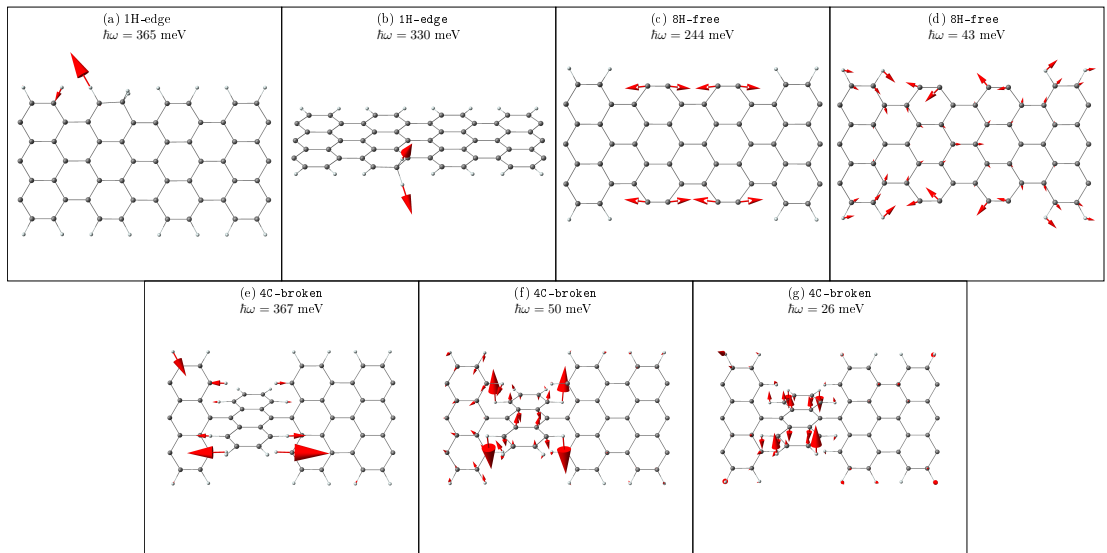 (a) 1H-edge
ℏω = 365 meV
(b) 1H-edge
ℏω = 330 meV
(c) 8H-free
ℏω = 244 meV
(d) 8H-free
ℏω = 43 meV
(e) 4C-broken
ℏω = 367 meV
(f) 4C-broken
ℏω = 50 meV
(g) 4C-broken
ℏω = 26 meV